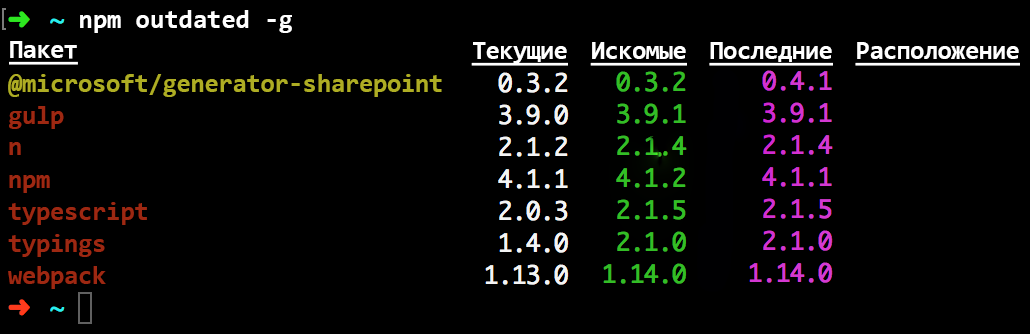 ➜ ~ npm outdated -g
Пакет Текущие Искомые Последние Расположение
@microsoft/generator-sharepoint 0.3.2 0.3.2 0.4.1
gulp 3.9.0 3.9.1 3.9.1
n 2.1.2 2.1.4 2.1.4
npm 4.1.1 4.1.2 4.1.1
typescript 2.0.3 2.1.5 2.1.5
typings 1.4.0 2.1.0 2.1.0
webpack 1.13.0 1.14.0 1.14.0
➜ ~